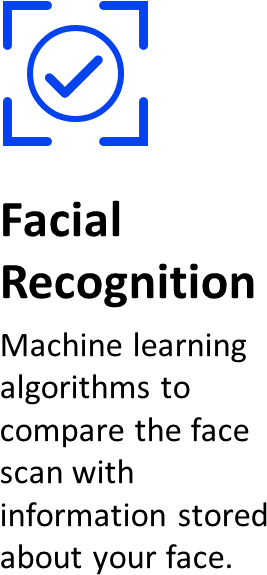 Facial
Recognition
Machine learning
algorithms to
compare the face
scan with
information stored
about your face.